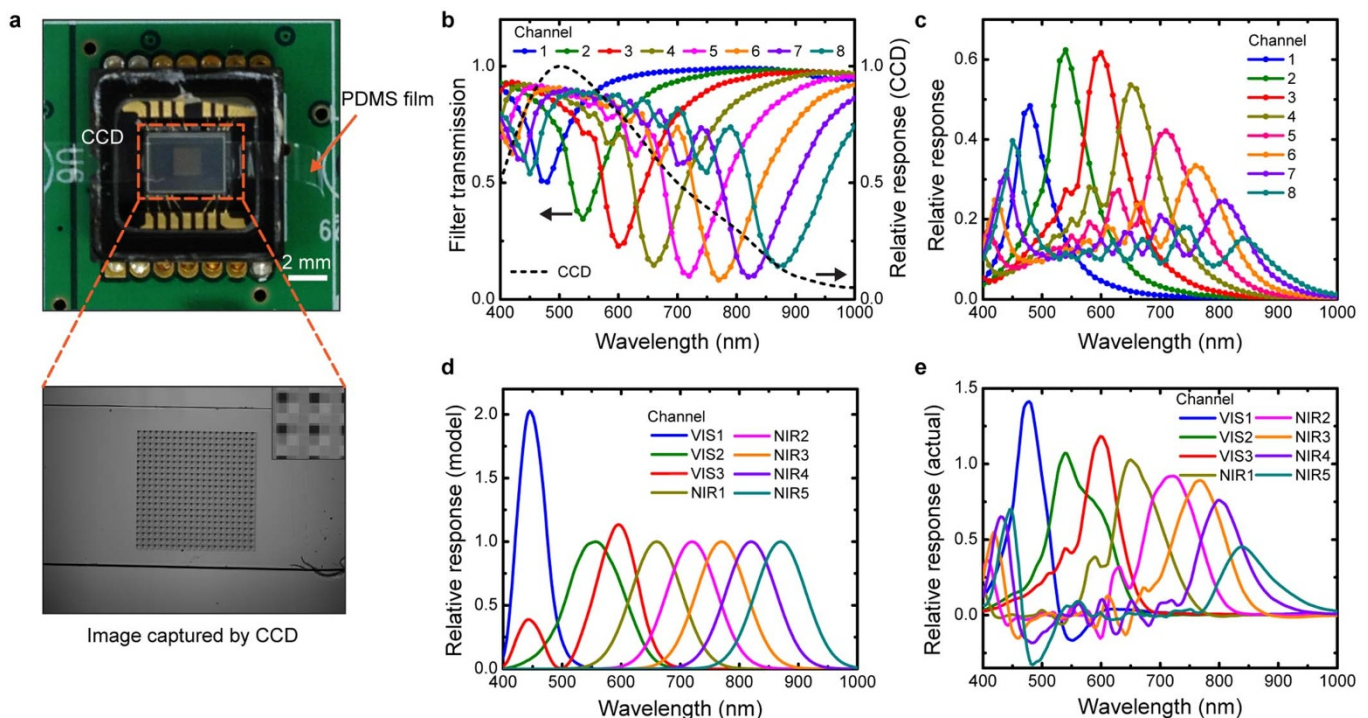 a
CCD
PDMS film
2 mm
Image captured by CCD
b
Channel
1 2 3 4 5 6 7 8
Filter transmission
1.0
0.5
0.0
CCD
Relative response (CCD)
1.0
0.5
0.0
400 500 600 700 800 900 1000
Wavelength (nm)
c
Relative response
0.6
0.4
0.2
0.0
Channel
1
2
3
4
5
6
7
8
400 500 600 700 800 900 1000
Wavelength (nm)
d
Relative response (model)
2.0
1.5
1.0
0.5
0.0
Channel
VIS1 NIR2
VIS2 NIR3
VIS3 NIR4
NIR1 NIR5
400 500 600 700 800 900 1000
Wavelength (nm)
e
Relative response (actual)
1.5
1.0
0.5
0.0
Channel
VIS1 NIR2
VIS2 NIR3
VIS3 NIR4
NIR1 NIR5
400 500 600 700 800 900 1000
Wavelength (nm)